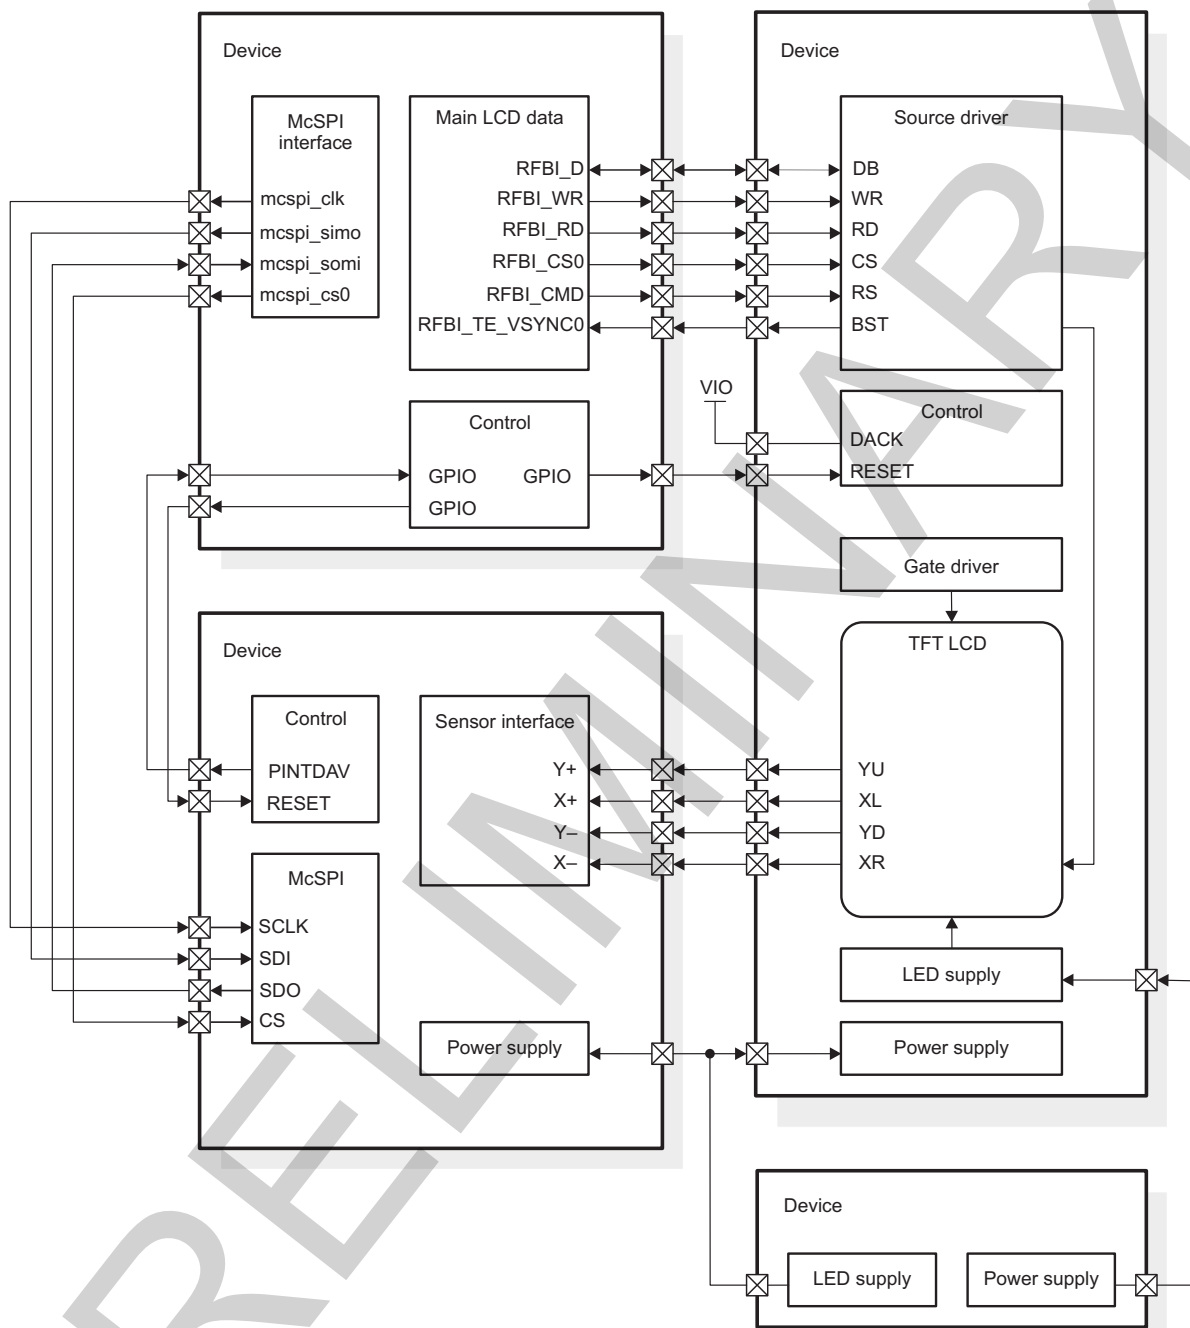 Device
McSPI
interface
mcspi_clk
mcspi_simo
mcspi_somi
mcspi_cs0
Main LCD data
RFBI_D
RFBI_WR
RFBI_RD
RFBI_CS0
RFBI_CMD
RFBI_TE_VSYNC0
Control
GPIO GPIO
GPIO
Device
Source driver
DB
WR
RD
CS
RS
BST
VIO
Control
DACK
RESET
Gate driver
TFT LCD
YU
XL
YD
XR
LED supply
Power supply
Device
Control
PINTDAV
RESET
Sensor interface
Y+
X+
Y–
X–
McSPI
SCLK
SDI
SDO
CS
Power supply
Device
LED supply
Power supply
RELIMINARY